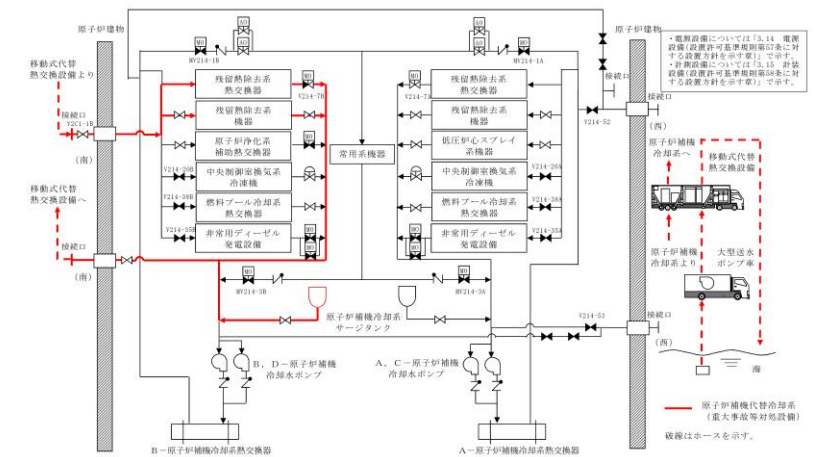 原子炉建物
AO
AO
MO
MV214-1B
MO
MV214-1A
原子炉建物
・電源設備については「3.14 電源
設備(設置許可基準規則第57条に対
する設置方針を示す章)」で示す。
・計測設備については「3.15 計装
設備(設置許可基準規則第58条に対
する設置方針を示す章)」で示す。
移動式代替
熱交換設備より
接続口
V2C1-1B
(南)
移動式代替
熱交換設備へ
接続口
(南)
残留熱除去系
熱交換器
MO
V214-7B
残留熱除去系
機器
原子炉浄化系
補助熱交換器
MO
V214-20B
中央制御室換気系
冷凍機
V214-38B
燃料プール冷却系
熱交換器
V214-35B
非常用ディーゼル
発電設備
MO
MO
常用系機器
MO
V214-7A
残留熱除去系
熱交換器
残留熱除去系
機器
低圧炉心スプレイ
系機器
中央制御室換気系
冷凍機
V214-20A
燃料プール冷却系
熱交換器
V214-38A
MO
MO
非常用ディーゼル
発電設備
V214-35A
接続口
接続口
V214-52
(西)
MO
MV214-3B
MO
MV214-3A
原子炉補機冷却系
サージタンク
V214-53
接続口
(西)
B,D-原子炉補機
冷却水ポンプ
A,C-原子炉補機
冷却水ポンプ
B-原子炉補機冷却系熱交換器
A-原子炉補機冷却系熱交換器
原子炉補機
冷却系へ
移動式代替
熱交換設備
原子炉補機
冷却系より
大型送水
ポンプ車
海
原子炉補機代替冷却系
(重大事故等対処設備)
破線はホースを示す。